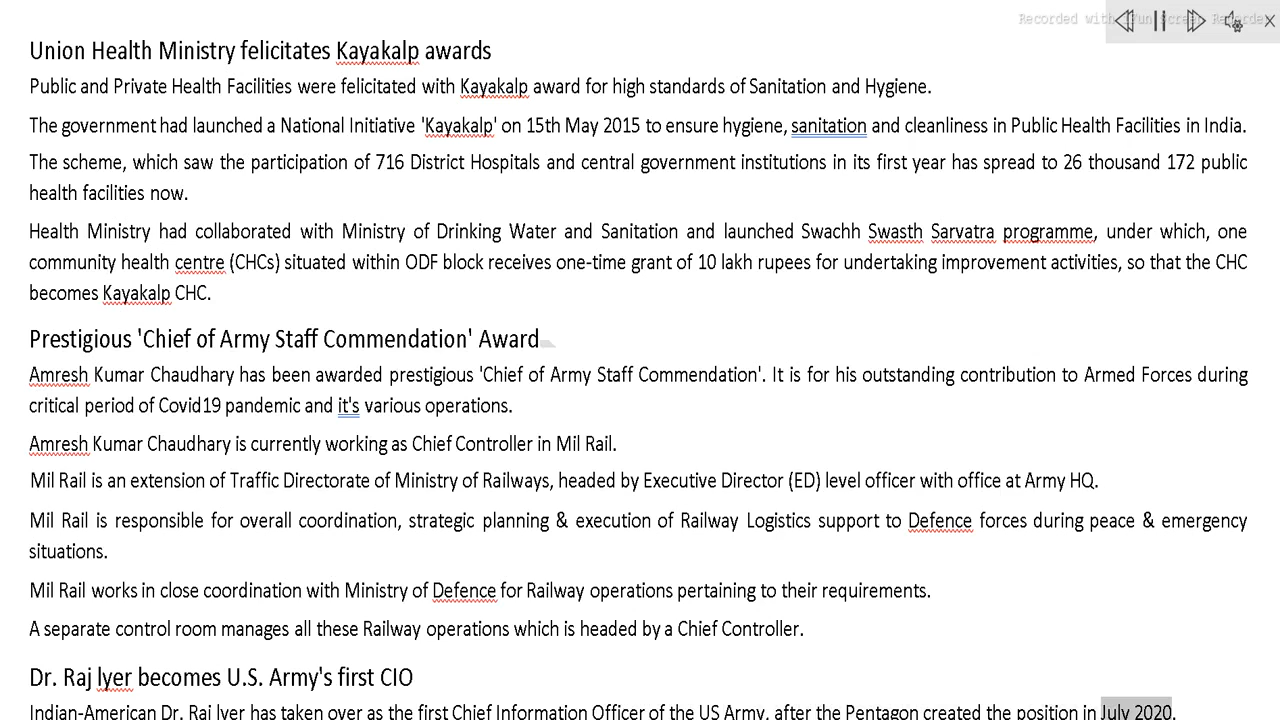 Recorded with iFun Screen Recorder
Union Health Ministry felicitates Kayakalp awards
Public and Private Health Facilities were felicitated with Kayakalp award for high standards of Sanitation and Hygiene.
The government had launched a National Initiative 'Kayakalp' on 15th May 2015 to ensure hygiene, sanitation and cleanliness in Public Health Facilities in India.
The scheme, which saw the participation of 716 District Hospitals and central government institutions in its first year has spread to 26 thousand 172 public
health facilities now.
Health Ministry had collaborated with Ministry of Drinking Water and Sanitation and launched Swachh Swasth Sarvatra programme, under which, one
community health centre (CHCs) situated within ODF block receives one-time grant of 10 lakh rupees for undertaking improvement activities, so that the CHC
becomes Kayakalp CHC.
Prestigious 'Chief of Army Staff Commendation' Award
Amresh Kumar Chaudhary has been awarded prestigious 'Chief of Army Staff Commendation'. It is for his outstanding contribution to Armed Forces during
critical period of Covid19 pandemic and it's various operations.
Amresh Kumar Chaudhary is currently working as Chief Controller in Mil Rail.
Mil Rail is an extension of Traffic Directorate of Ministry of Railways, headed by Executive Director (ED) level officer with office at Army HQ.
Mil Rail is responsible for overall coordination, strategic planning & execution of Railway Logistics support to Defence forces during peace & emergency
situations.
Mil Rail works in close coordination with Ministry of Defence for Railway operations pertaining to their requirements.
A separate control room manages all these Railway operations which is headed by a Chief Controller.
Dr. Raj Iyer becomes U.S. Army's first CIO
Indian-American Dr. Raj Iyer has taken over as the first Chief Information Officer of the US Army, after the Pentagon created the position in July 2020.